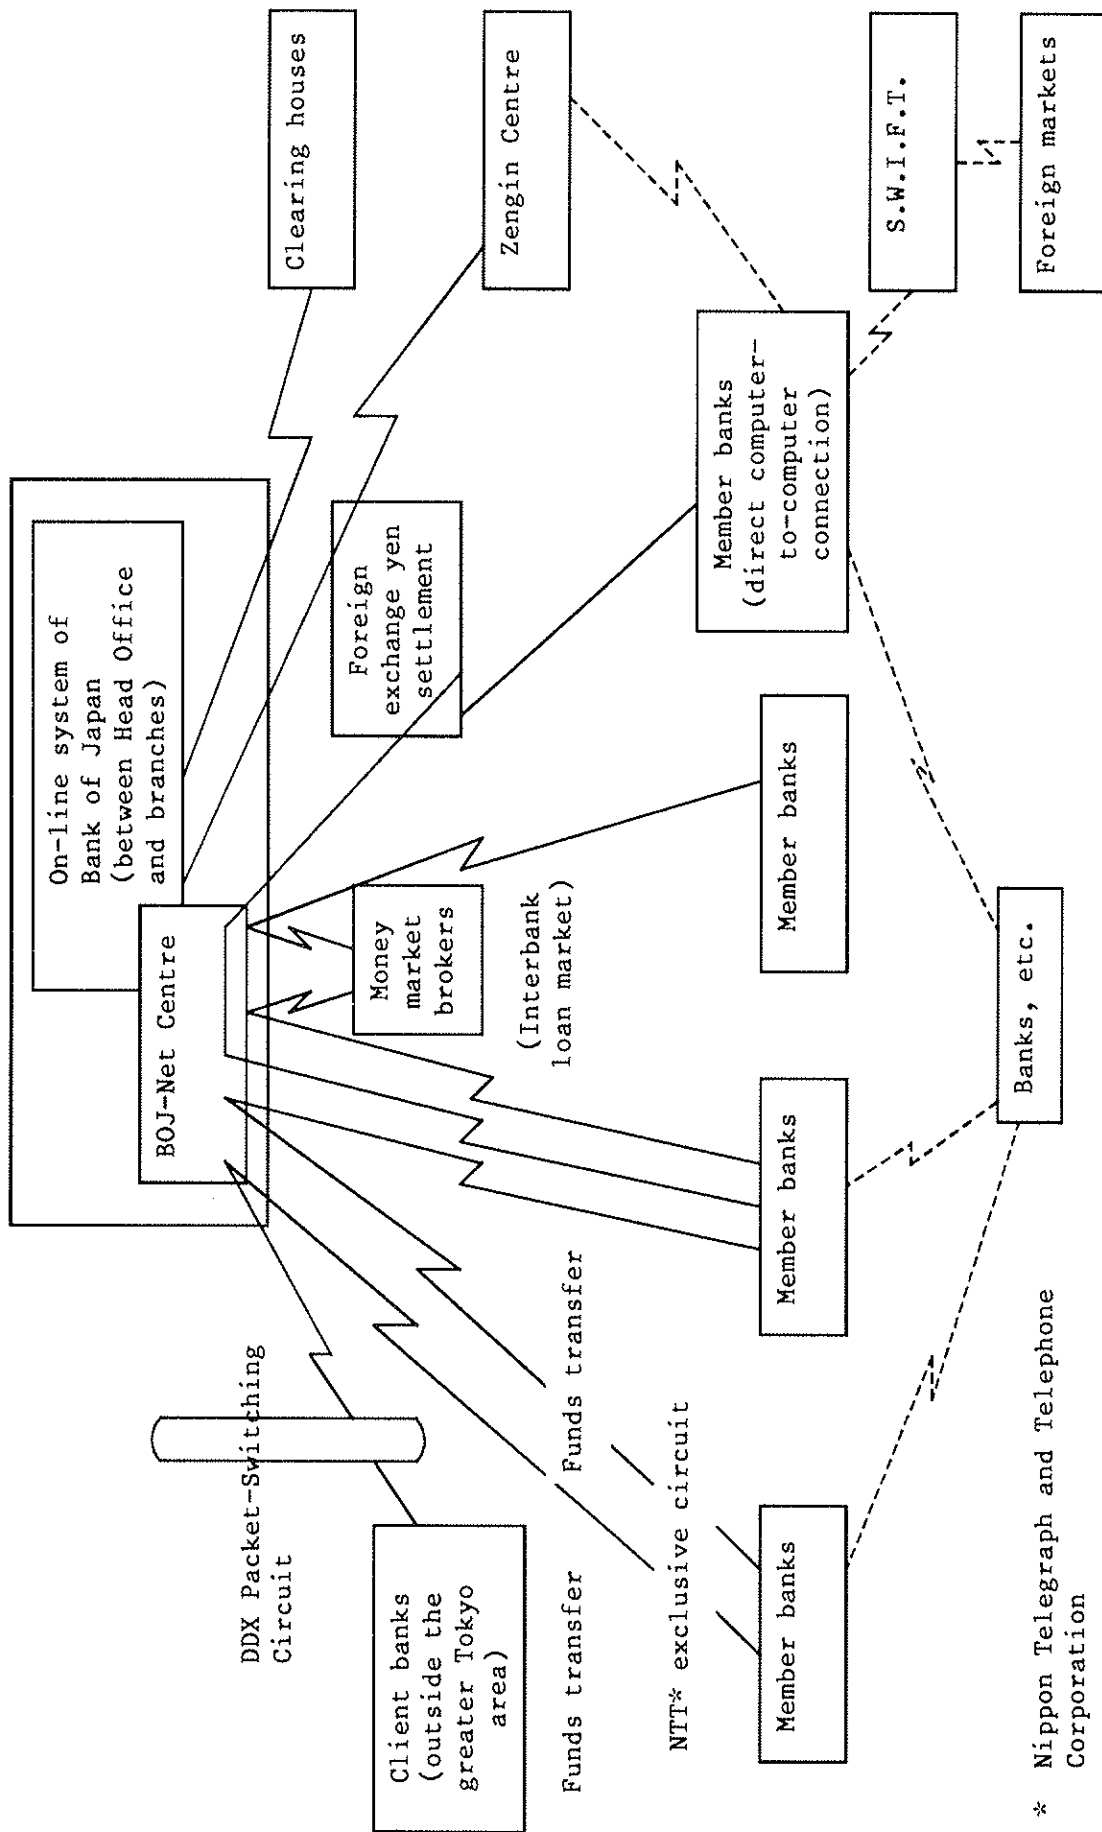 On-line system of
Bank of Japan
(between Head Office
and branches)
BOJ-Net Centre
Clearing houses
DDX Packet-Switching
Circuit
Foreign
exchange yen
settlement
Money
market
brokers
Zengin Centre
Client banks
(outside the
greater Tokyo
area)
(Interbank
loan market)
Funds transfer
Funds transfer
NTT* exclusive circuit
Member banks
(direct computer-
to-computer
connection)
Member banks
Member banks
Member banks
S.W.I.F.T.
Banks, etc.
Foreign markets
* Nippon Telegraph and Telephone
Corporation